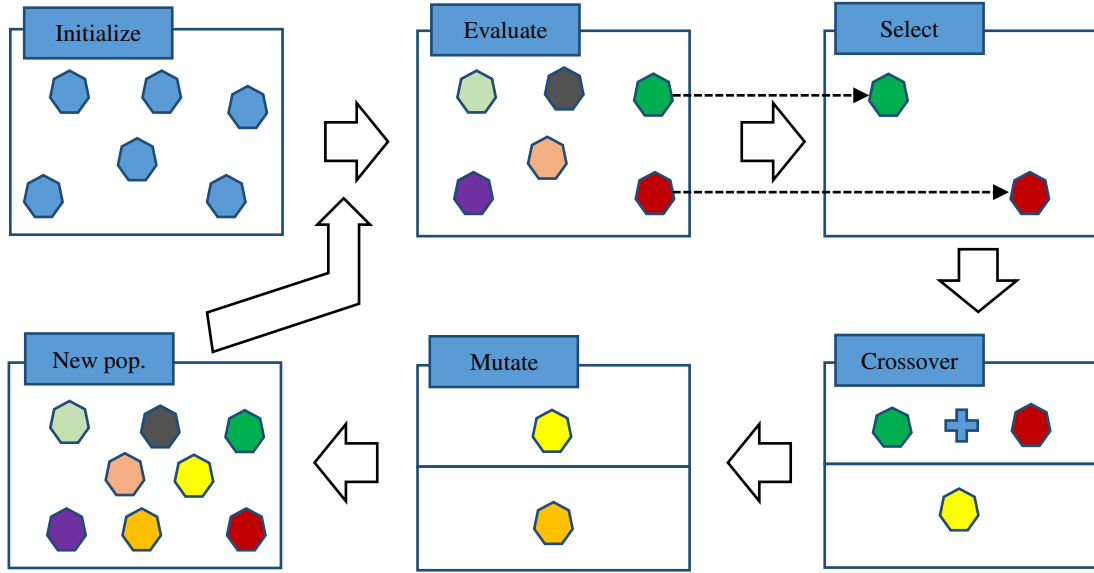 Initialize
Evaluate
Select
New pop.
Mutate
Crossover